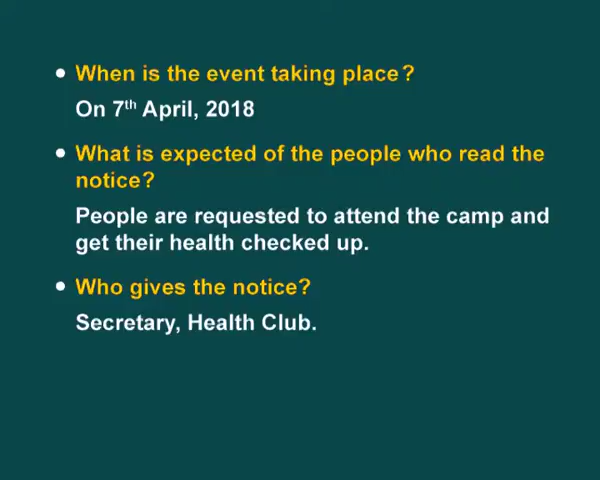 • When is the event taking place?
On 7th April, 2018
• What is expected of the people who read the
notice?
People are requested to attend the camp and
get their health checked up.
• Who gives the notice?
Secretary, Health Club.